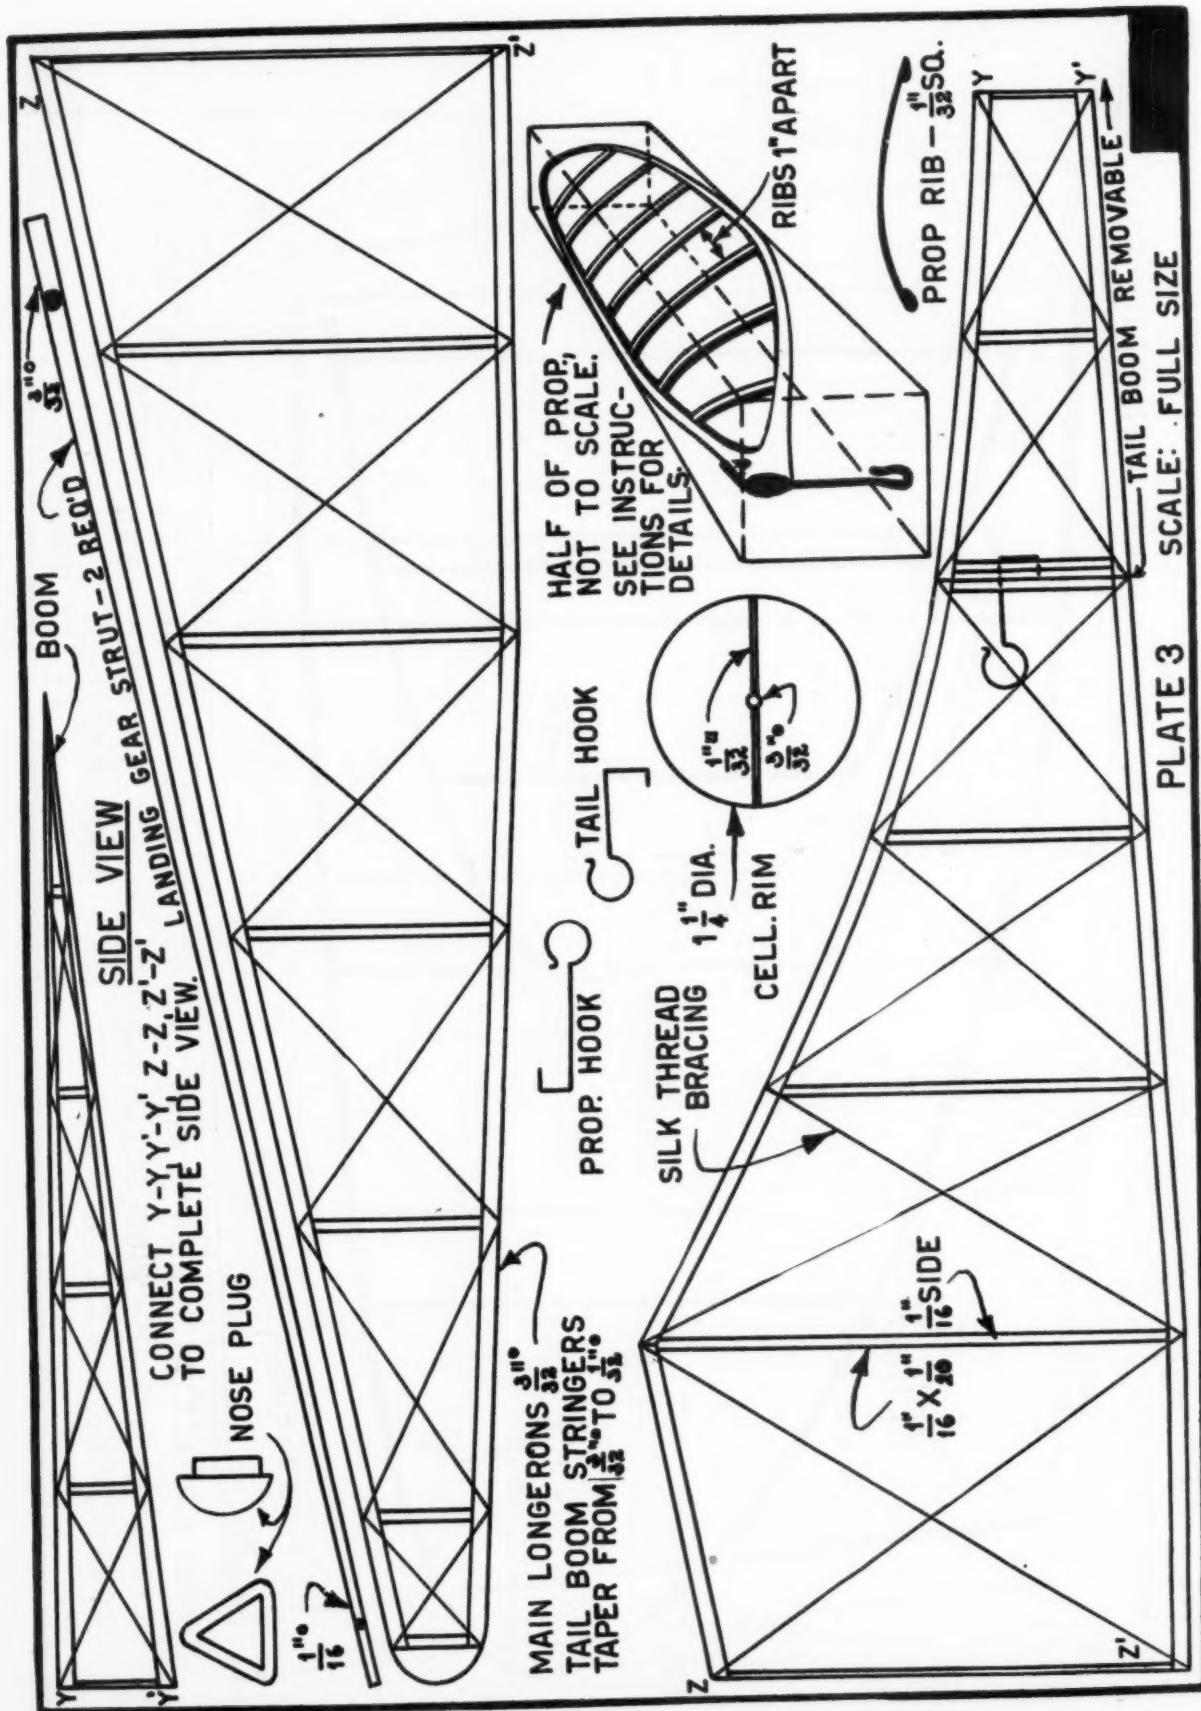 BOOM
SIDE VIEW
CONNECT Y-Y, Y'-Y', Z-Z, Z'-Z'
TO COMPLETE SIDE VIEW.
LANDING GEAR STRUT-2 REQ'D
3/32"
Z
Z'
Y
Y'
NOSE PLUG
1/16"
MAIN LONGERONS 3/32"
TAIL BOOM STRINGERS
TAPER FROM 3/32" TO 1/32"
PROP. HOOK
TAIL HOOK
HALF OF PROP.,
NOT TO SCALE.
SEE INSTRUC-
TIONS FOR
DETAILS.
RIBS 1" APART
PROP RIB - 1/32" SQ.
1/32"
3/32"
1 1/4" DIA.
CELL. RIM
SILK THREAD
BRACING
1/16" X 1/20"
1/16" SIDE
Z
Z'
Y
Y'
TAIL BOOM REMOVABLE
PLATE 3
SCALE: FULL SIZE